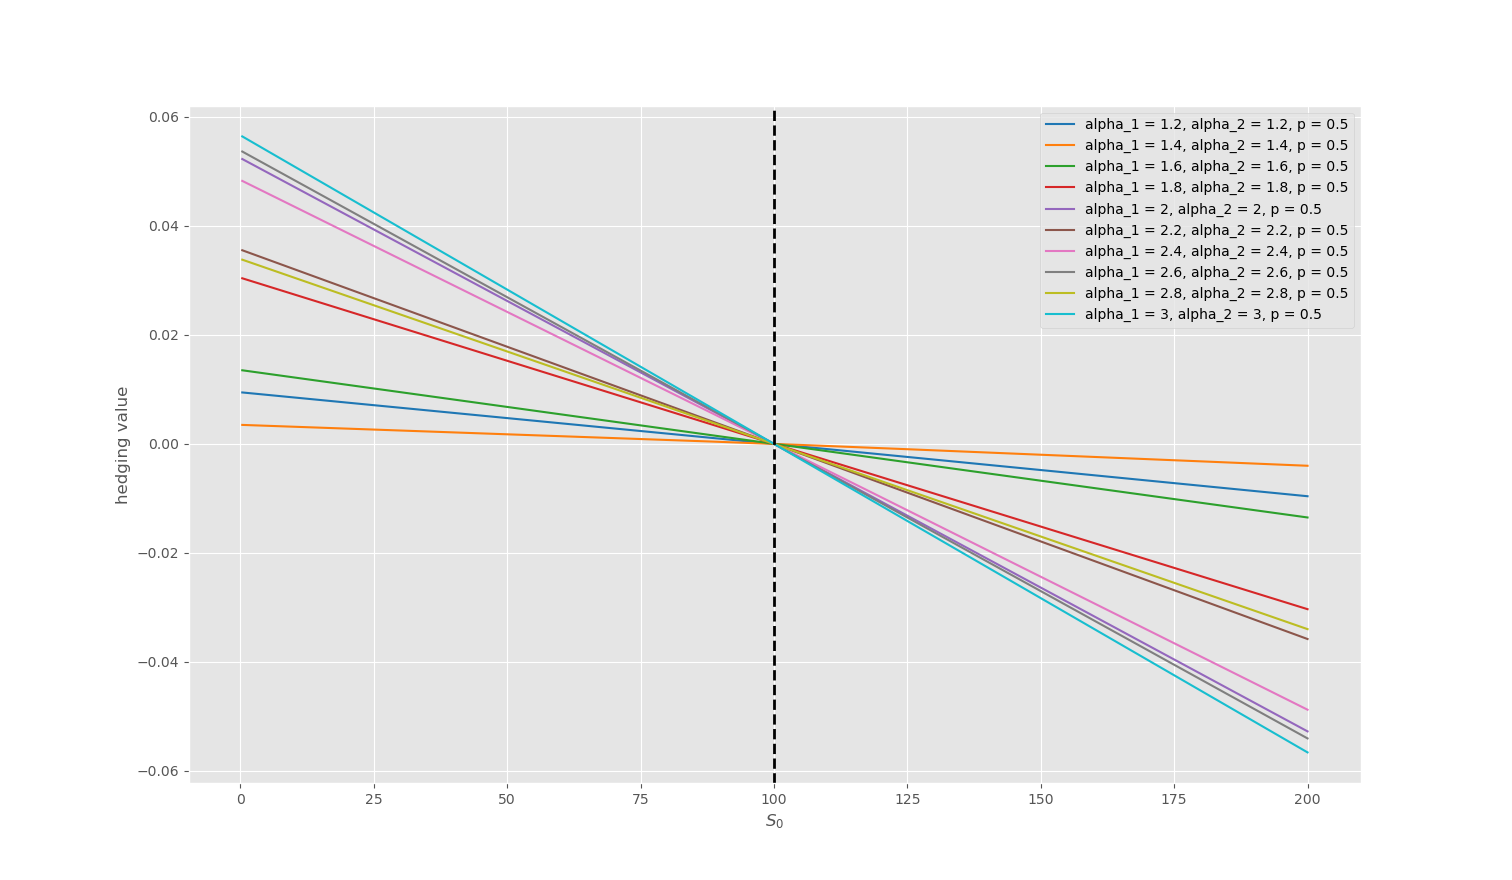 0.06
0.04
0.02
0.00
−0.02
−0.04
−0.06
hedging value
0 25 50 75 100 125 150 175 200
S0
alpha_1 = 1.2, alpha_2 = 1.2, p = 0.5
alpha_1 = 1.4, alpha_2 = 1.4, p = 0.5
alpha_1 = 1.6, alpha_2 = 1.6, p = 0.5
alpha_1 = 1.8, alpha_2 = 1.8, p = 0.5
alpha_1 = 2, alpha_2 = 2, p = 0.5
alpha_1 = 2.2, alpha_2 = 2.2, p = 0.5
alpha_1 = 2.4, alpha_2 = 2.4, p = 0.5
alpha_1 = 2.6, alpha_2 = 2.6, p = 0.5
alpha_1 = 2.8, alpha_2 = 2.8, p = 0.5
alpha_1 = 3, alpha_2 = 3, p = 0.5